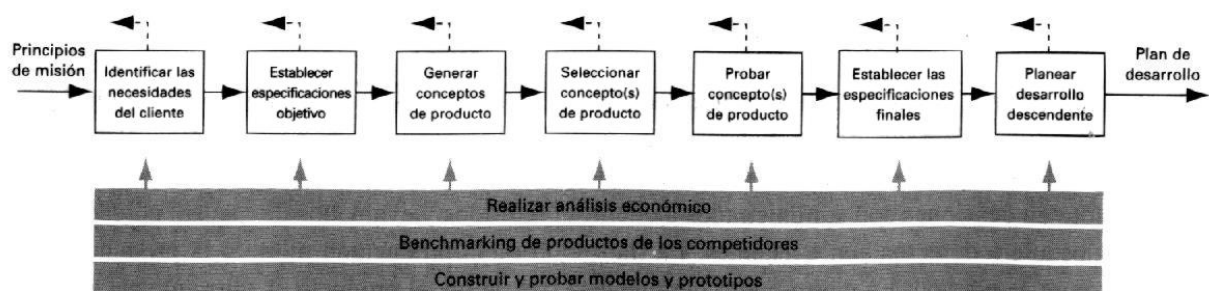 Principios
de misión
Identificar las
necesidades
del cliente
Establecer
especificaciones
objetivo
Generar
conceptos
de producto
Seleccionar
concepto(s)
de producto
Probar
concepto(s)
de producto
Establecer las
especificaciones
finales
Planear
desarrollo
descendente
Plan de
desarrollo
Realizar análisis económico
Benchmarking de productos de los competidores
Construir y probar modelos y prototipos